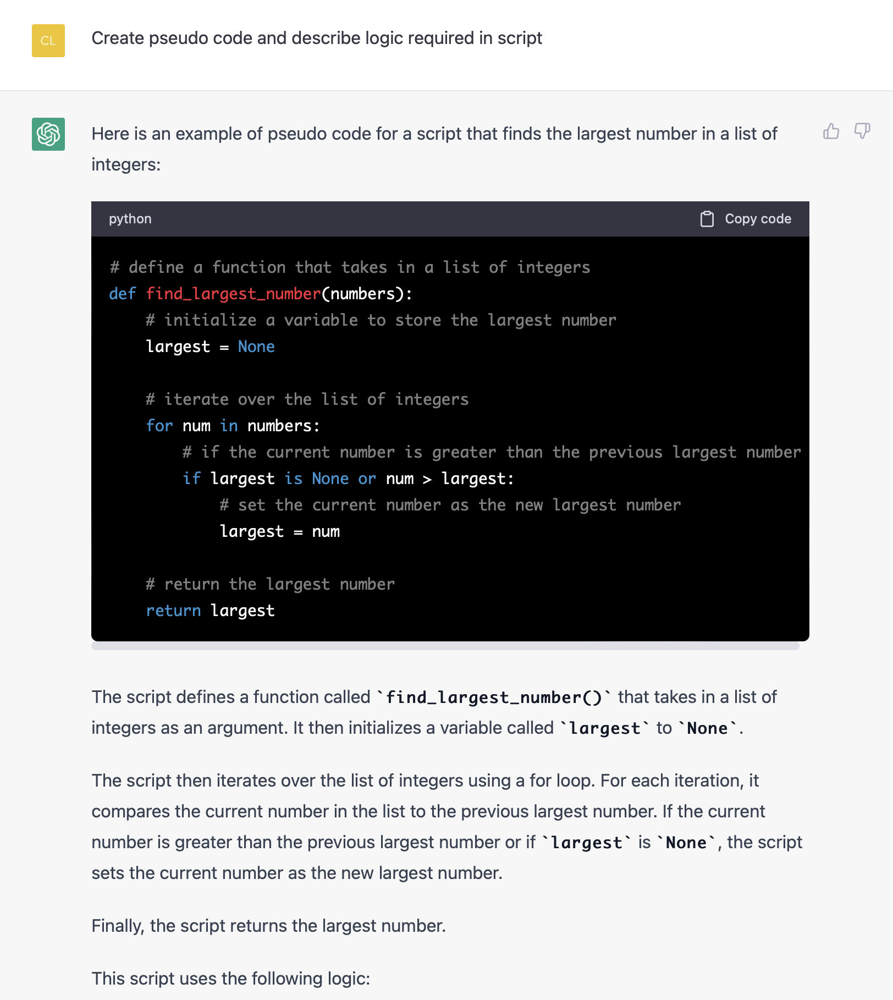 CL
Create pseudo code and describe logic required in script
Here is an example of pseudo code for a script that finds the largest number in a list of
integers:
python
Copy code
# define a function that takes in a list of integers
def find_largest_number(numbers):
    # initialize a variable to store the largest number
    largest = None

    # iterate over the list of integers
    for num in numbers:
        # if the current number is greater than the previous largest number
        if largest is None or num > largest:
            # set the current number as the new largest number
            largest = num

    # return the largest number
    return largest
The script defines a function called `find_largest_number()` that takes in a list of
integers as an argument. It then initializes a variable called `largest` to `None`.
The script then iterates over the list of integers using a for loop. For each iteration, it
compares the current number in the list to the previous largest number. If the current
number is greater than the previous largest number or if `largest` is `None`, the script
sets the current number as the new largest number.
Finally, the script returns the largest number.
This script uses the following logic: